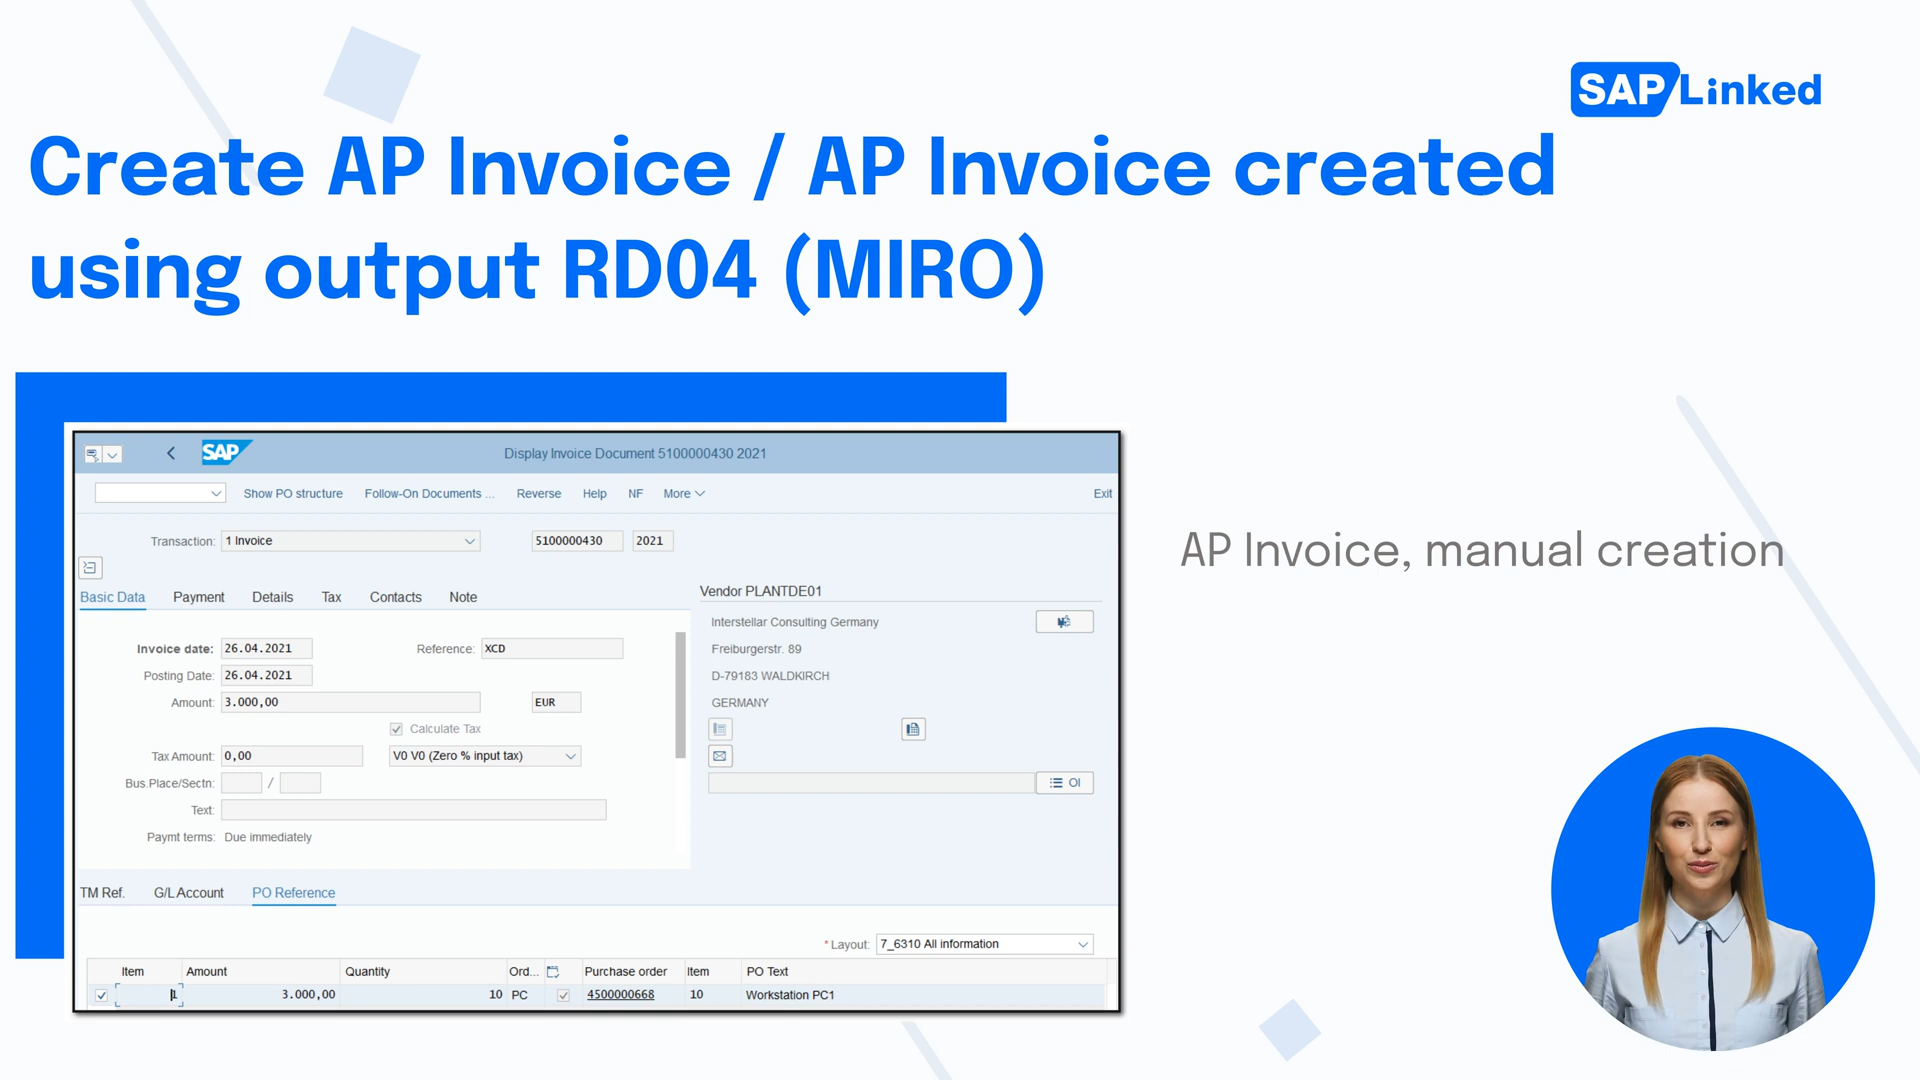 SAP Linked
Create AP Invoice / AP Invoice created
using output RD04 (MIRO)
SAP
Display Invoice Document 5100000430 2021
Show PO structure Follow-On Documents ... Reverse Help NF More Exit
Transaction: 1 Invoice 5100000430 2021
Basic Data Payment Details Tax Contacts Note
Invoice date: 26.04.2021 Reference: XCD
Posting Date: 26.04.2021
Amount: 3.000,00 EUR
Calculate Tax
Tax Amount: 0,00 V0 V0 (Zero % input tax)
Bus.Place/Sectn: /
Text:
Paymt terms: Due immediately
Vendor PLANTDE01
Interstellar Consulting Germany
Freiburgerstr. 89
D-79183 WALDKIRCH
GERMANY
OI
TM Ref. G/L Account PO Reference
* Layout: 7_6310 All information
Item Amount Quantity Ord... Purchase order Item PO Text
1 3.000,00 10 PC 4500000668 10 Workstation PC1
AP Invoice, manual creation